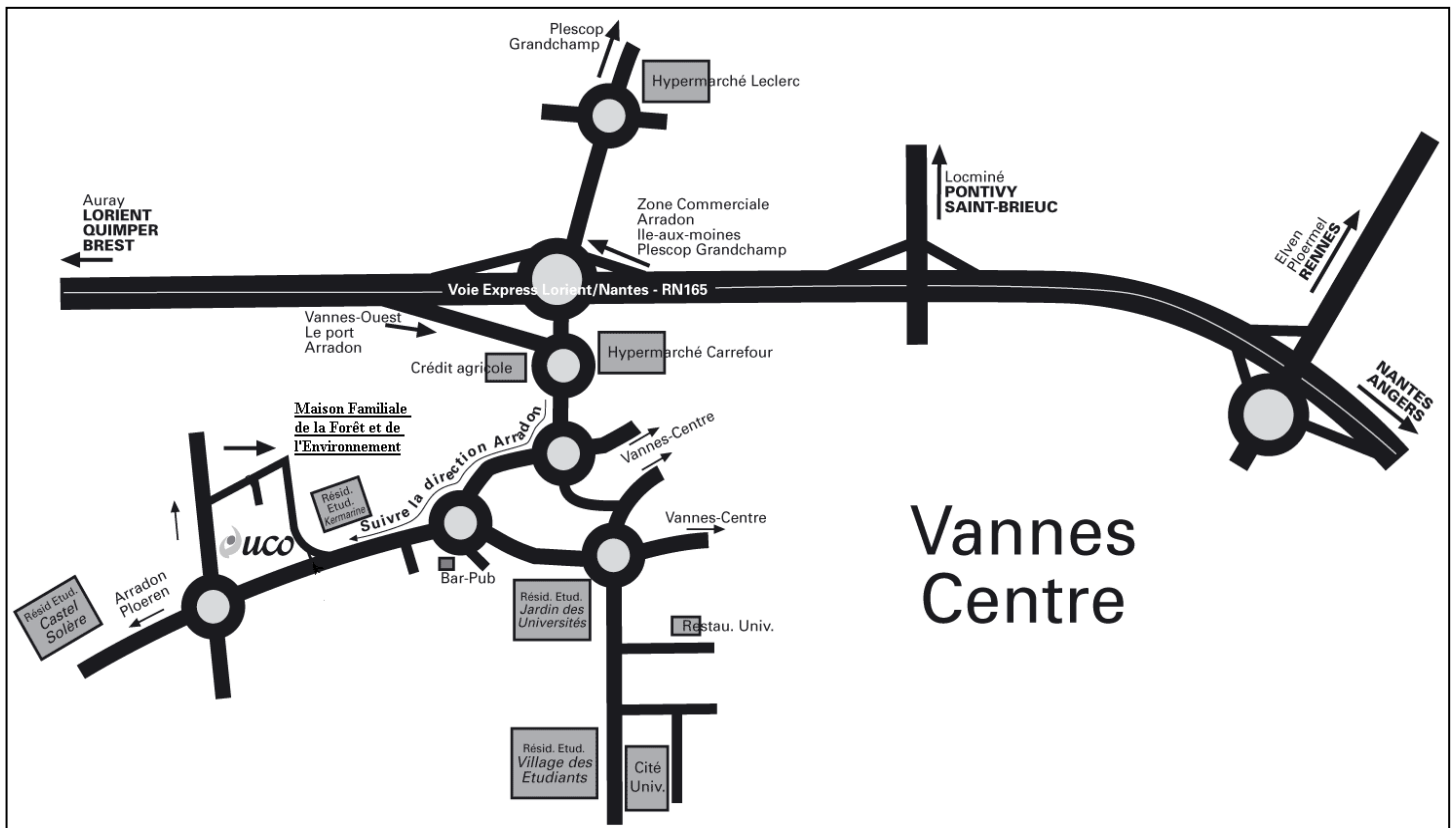 Plescop
Grandchamp
Hypermarché Leclerc
Auray
LORIENT
QUIMPER
BREST
Zone Commerciale
Arradon
Ile-aux-moines
Plescop Grandchamp
Locminé
PONTIVY
SAINT-BRIEUC
Elven
Ploermel
RENNES
Voie Express Lorient/Nantes - RN165
Vannes-Ouest
Le port
Arradon
Crédit agricole
Hypermarché Carrefour
NANTES
ANGERS
Maison Familiale
de la Forêt et de
l'Environnement
Suivre la direction Arradon
Vannes-Centre
Résid.
Etud.
Kermarine
Vannes-Centre
Vannes
Centre
uco
Bar-Pub
Arradon
Ploeren
Résid Etud.
Castel
Solère
Résid. Etud.
Jardin des
Universités
Restau. Univ.
Résid. Etud.
Village des
Etudiants
Cité
Univ.